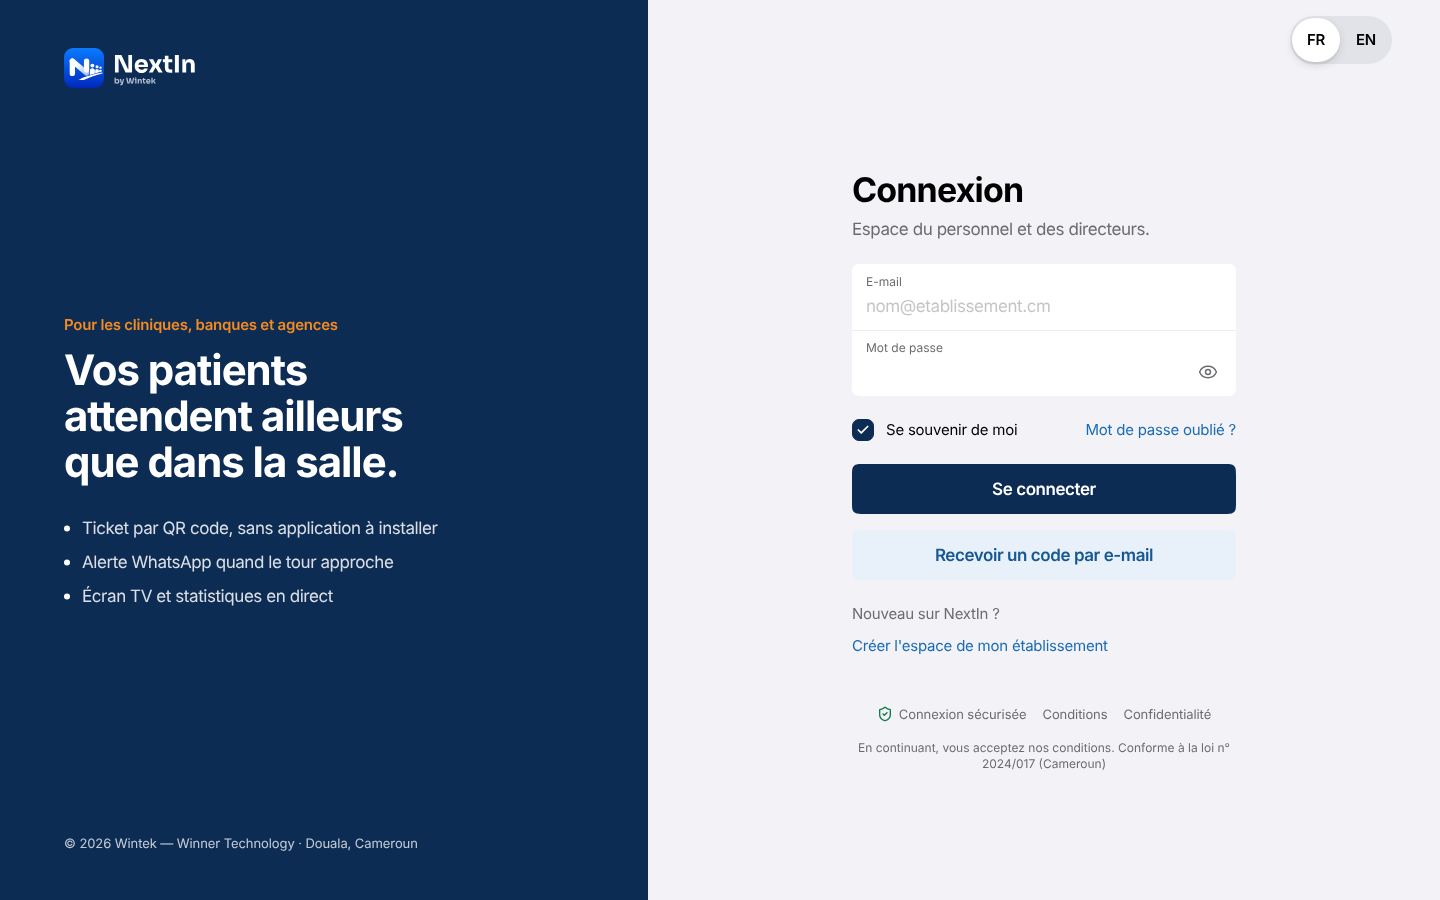 NextIn
by Wintek
FR EN
Pour les cliniques, banques et agences
Vos patients
attendent ailleurs
que dans la salle.
Ticket par QR code, sans application à installer
Alerte WhatsApp quand le tour approche
Écran TV et statistiques en direct
© 2026 Wintek — Winner Technology · Douala, Cameroun
Connexion
Espace du personnel et des directeurs.
E-mail
nom@etablissement.cm
Mot de passe
Se souvenir de moi
Mot de passe oublié ?
Se connecter
Recevoir un code par e-mail
Nouveau sur NextIn ?
Créer l'espace de mon établissement
Connexion sécurisée Conditions Confidentialité
En continuant, vous acceptez nos conditions. Conforme à la loi n°
2024/017 (Cameroun)